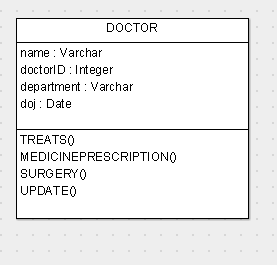 DOCTOR
name : Varchar
doctorID : Integer
department : Varchar
doj : Date
TREATS()
MEDICINEPRESCRIPTION()
SURGERY()
UPDATE()